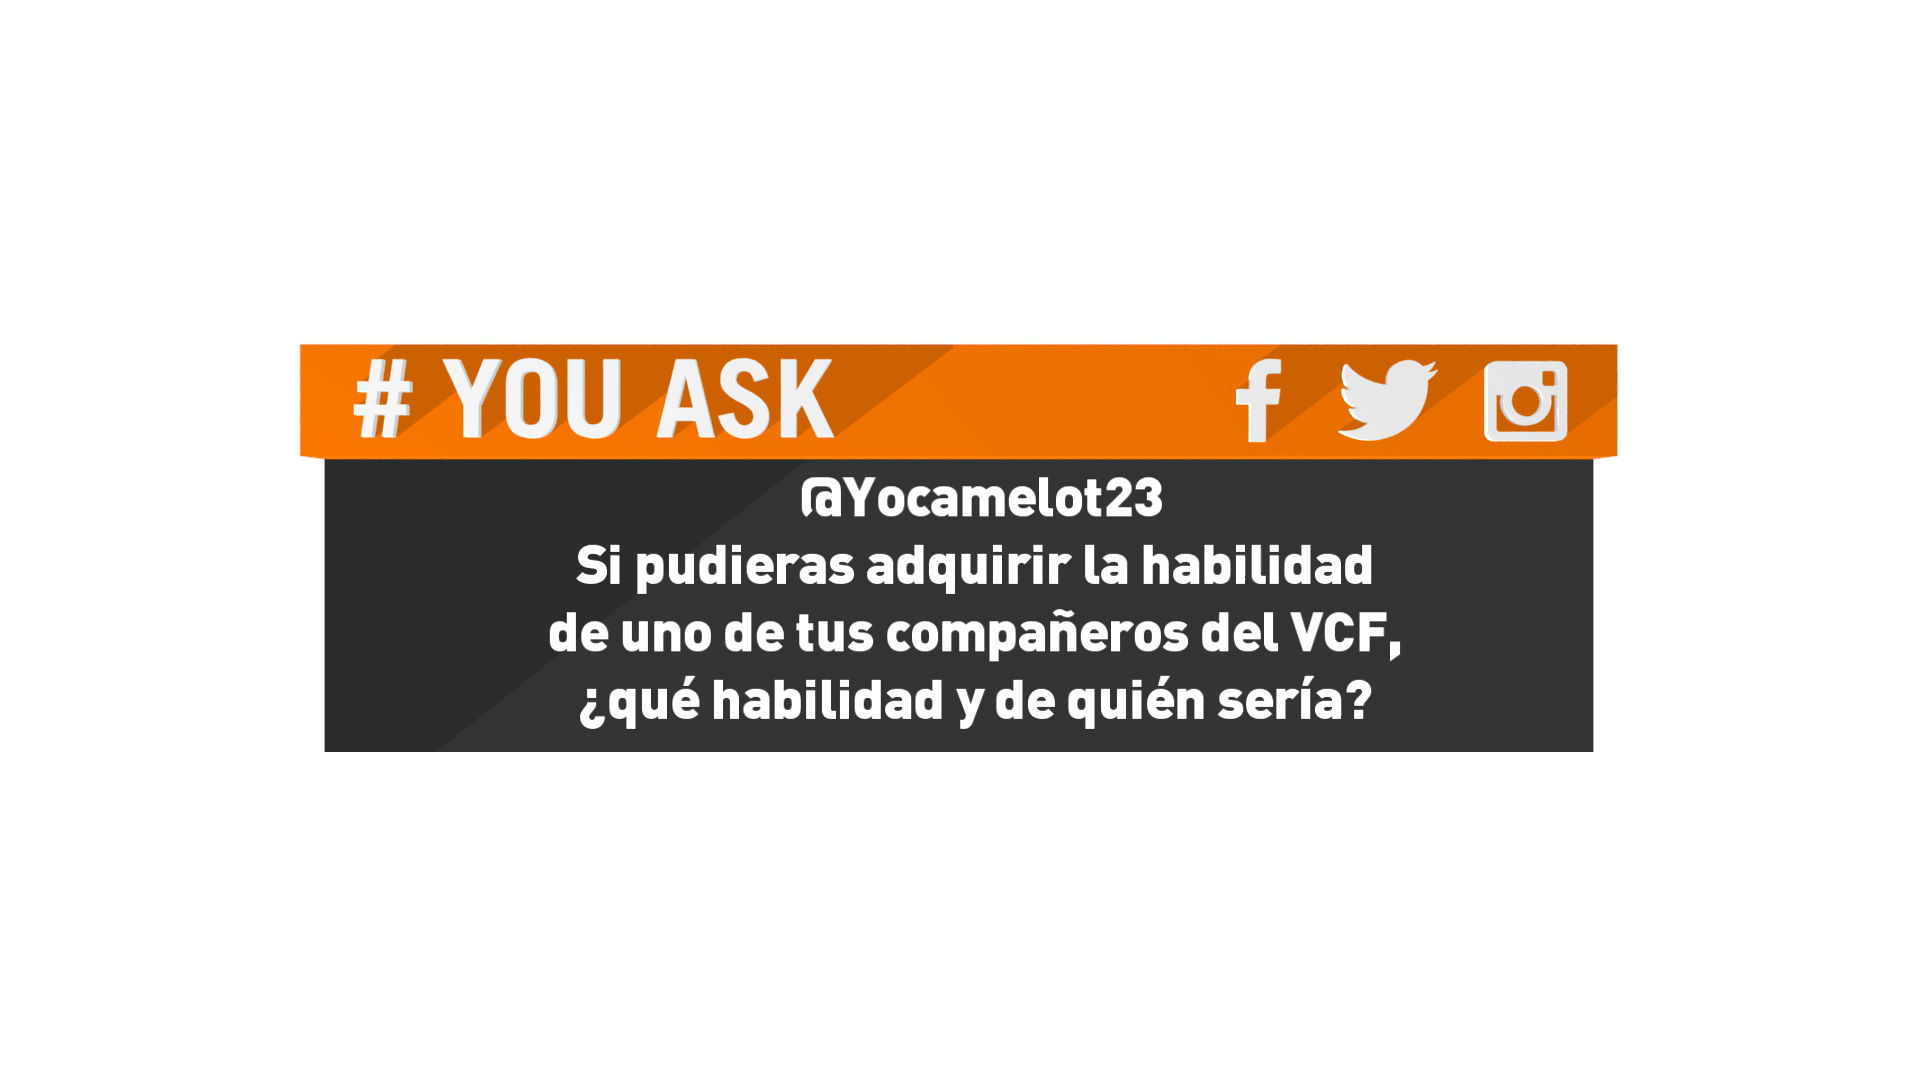 # YOU ASK
@Yocamelot23
Si pudieras adquirir la habilidad
de uno de tus compañeros del VCF,
¿qué habilidad y de quién sería?